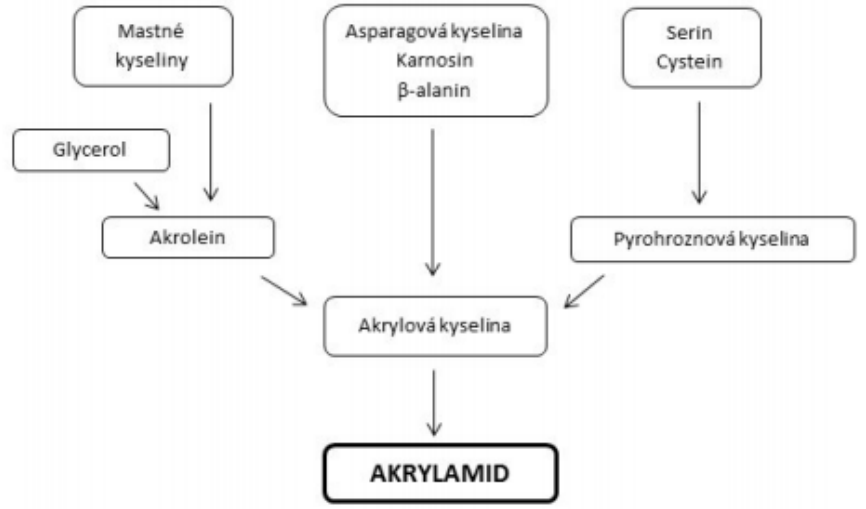 Mastné
kyseliny
Asparagová kyselina
Karnosin
β-alanin
Serin
Cystein
Glycerol
Akrolein
Pyrohroznová kyselina
Akrylová kyselina
AKRYLAMID